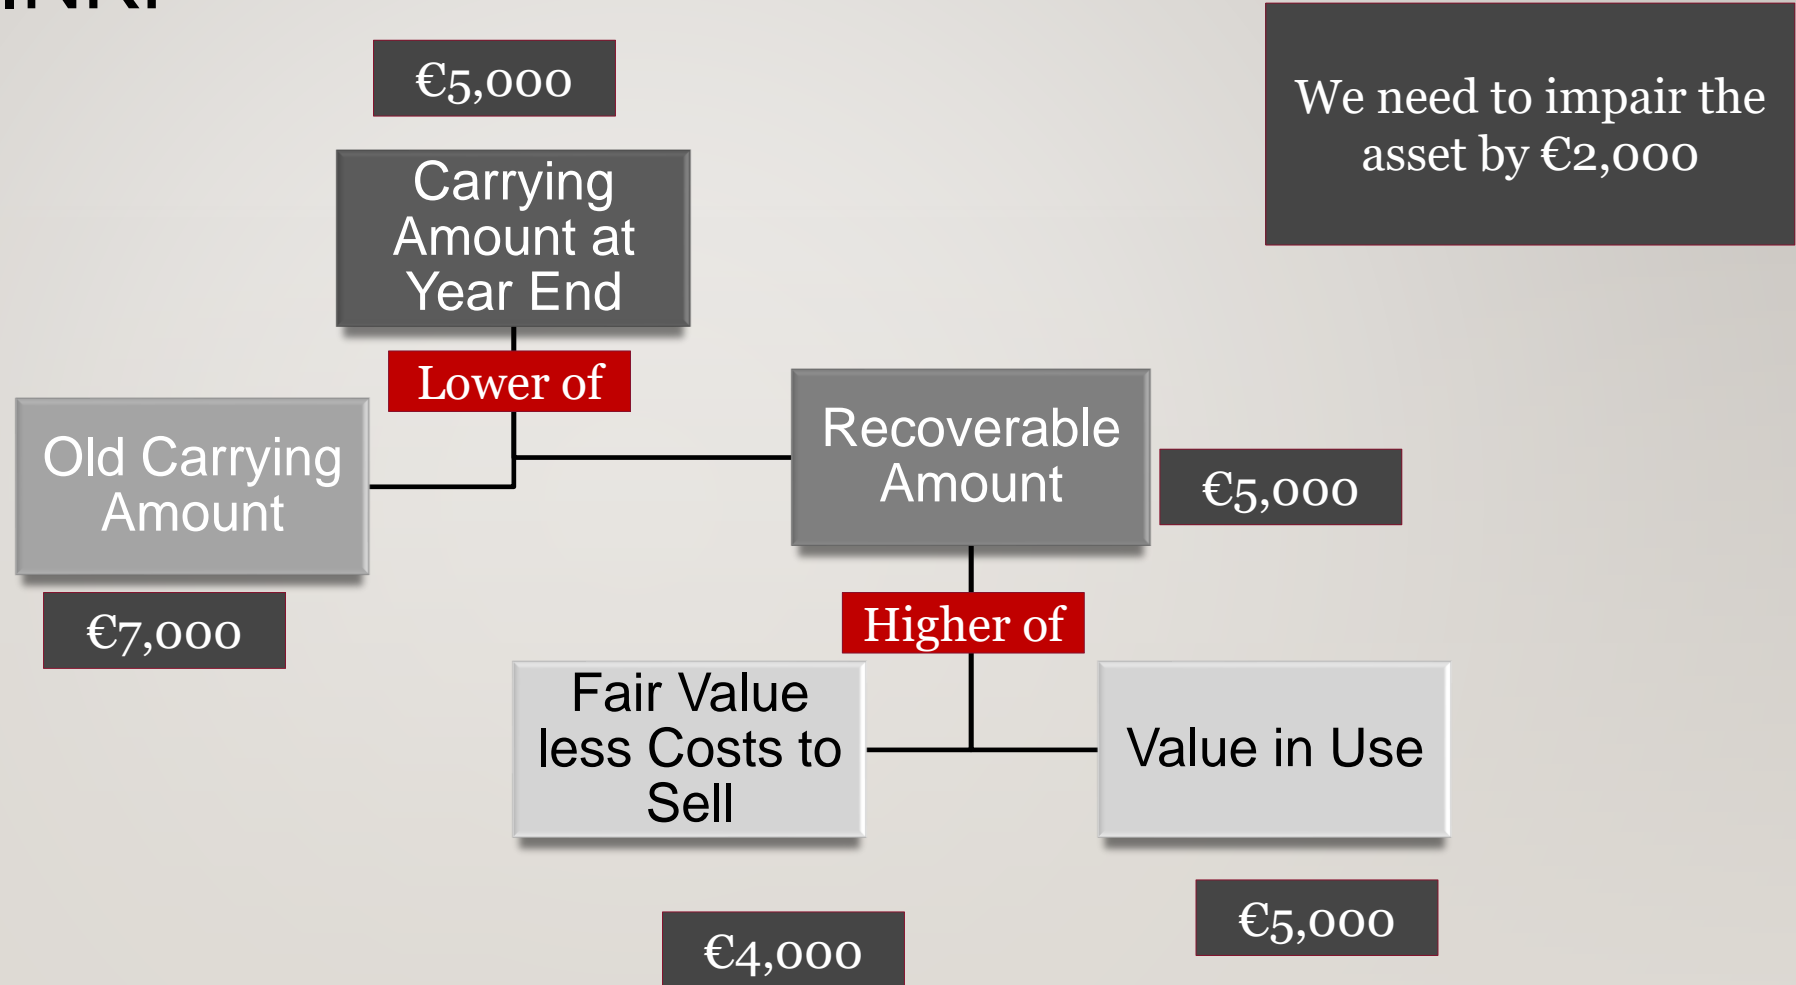 €5,000
We need to impair the
asset by €2,000
Carrying
Amount at
Year End
Lower of
Old Carrying
Amount
Recoverable
Amount
€5,000
€7,000
Higher of
Fair Value
less Costs to
Sell
Value in Use
€4,000
€5,000